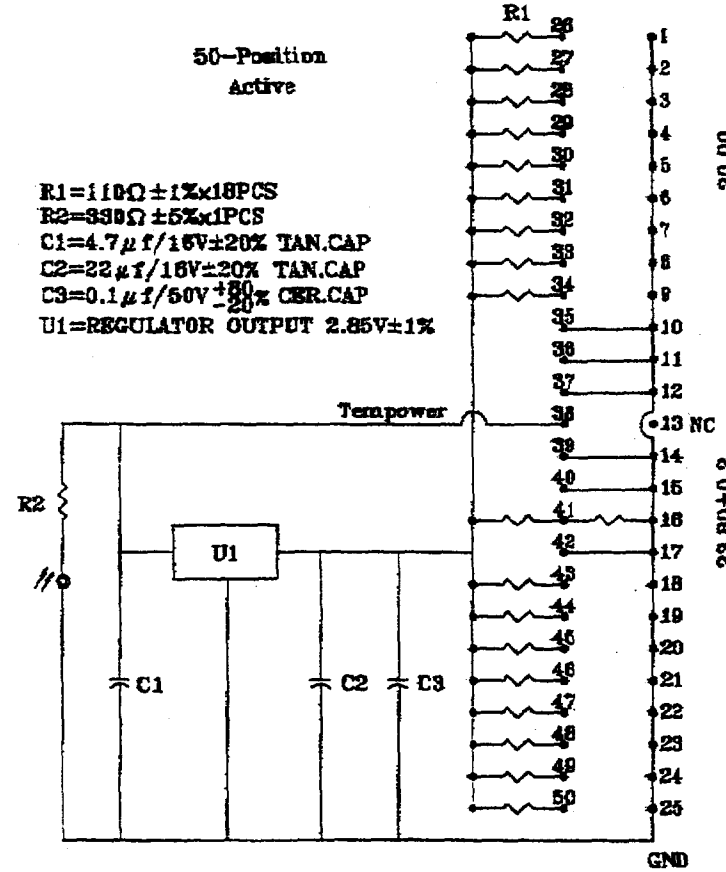 R1
50-Position
Active
R1=110Ω±1%x18PCS
R2=330Ω±5%x1PCS
C1=4.7μf/16V±20% TAN.CAP
C2=22μf/16V±20% TAN.CAP
C3=0.1μf/50V +80 -20% CER.CAP
U1=REGULATOR OUTPUT 2.85V±1%
26 1
27 2
28 3
29 4
30 5
31 6
32 7
33 8
34 9
35 10
36 11
37 12
Tempower 38 13 NC
39 14
40 15
R2
41 16
U1 42 17
43 18
44 19
45 20
C1 C2 C3 46 21
47 22
48 23
49 24
50 25
GND